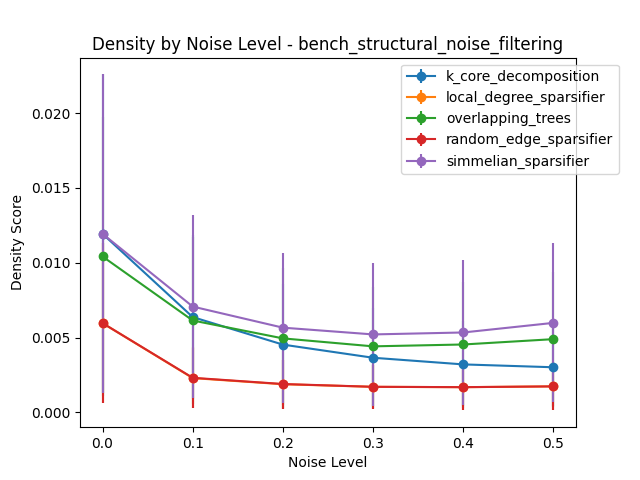 Density by Noise Level - bench_structural_noise_filtering
k_core_decomposition
local_degree_sparsifier
overlapping_trees
random_edge_sparsifier
simmelian_sparsifier
Density Score
0.020
0.015
0.010
0.005
0.000
0.0 0.1 0.2 0.3 0.4 0.5
Noise Level